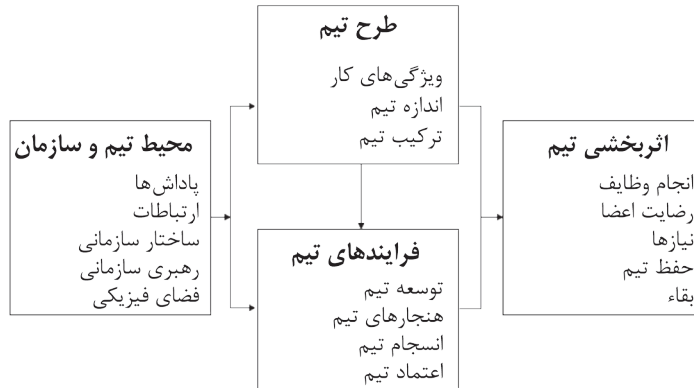 طرح تیم
ویژگی‌های کار
اندازه تیم
ترکیب تیم
محیط تیم و سازمان
پاداش‌ها
ارتباطات
ساختار سازمانی
رهبری سازمانی
فضای فیزیکی
فرایندهای تیم
توسعه تیم
هنجارهای تیم
انسجام تیم
اعتماد تیم
اثربخشی تیم
انجام وظایف
رضایت اعضا
نیازها
حفظ تیم
بقاء